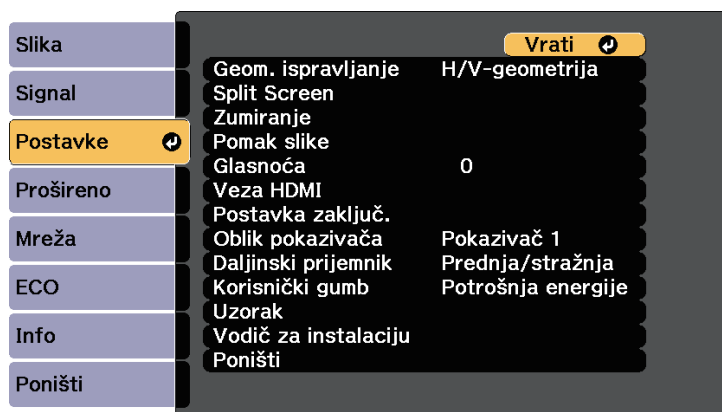 Slika
Signal
Postavke
Prošireno
Mreža
ECO
Info
Poništi
Vrati
Geom. ispravljanje H/V-geometrija
Split Screen
Zumiranje
Pomak slike
Glasnoća 0
Veza HDMI
Postavka zaključ.
Oblik pokazivača Pokazivač 1
Daljinski prijemnik Prednja/stražnja
Korisnički gumb Potrošnja energije
Uzorak
Vodič za instalaciju
Poništi